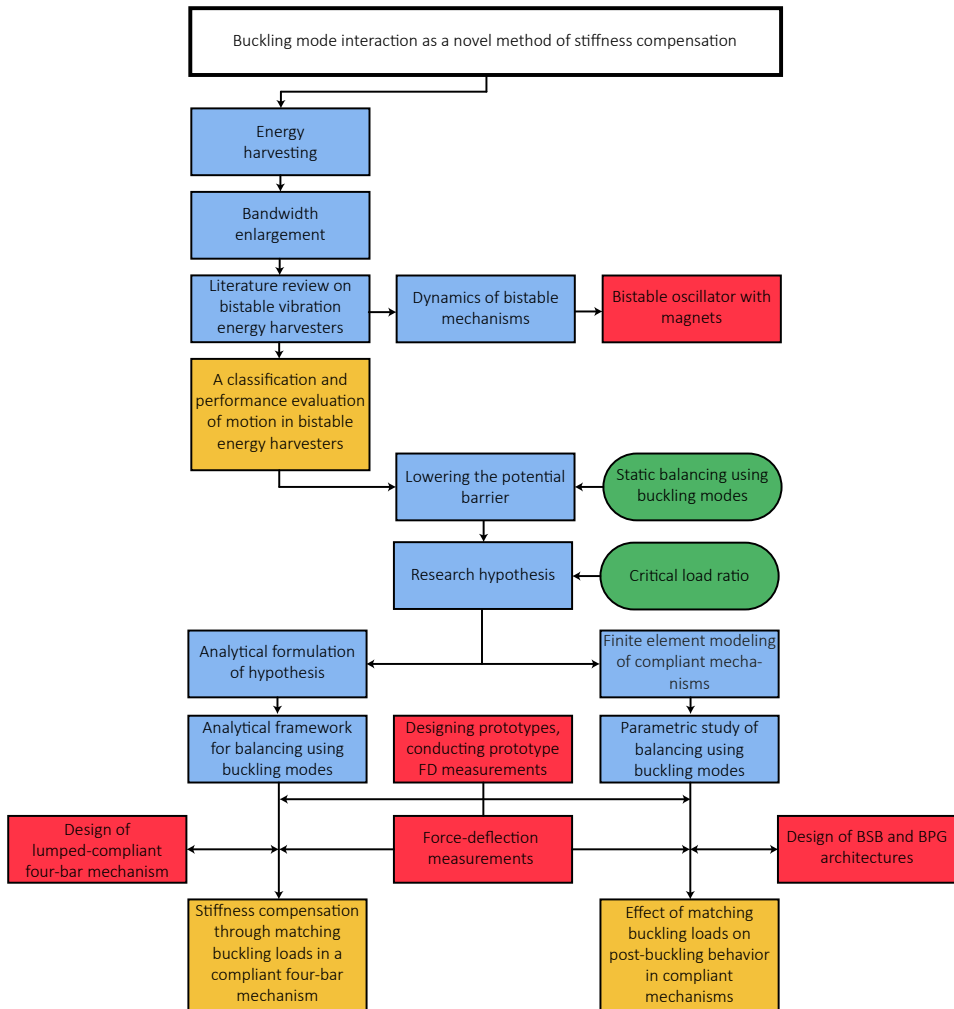 Buckling mode interaction as a novel method of stiffness compensation
Energy
harvesting
Bandwidth
enlargement
Literature review on
bistable vibration
energy harvesters
Dynamics of bistable
mechanisms
Bistable oscillator with
magnets
A classification and
performance evaluation
of motion in bistable
energy harvesters
Lowering the potential
barrier
Static balancing using
buckling modes
Research hypothesis
Critical load ratio
Analytical formulation
of hypothesis
Finite element modeling
of compliant mecha-
nisms
Analytical framework
for balancing using
buckling modes
Designing prototypes,
conducting prototype
FD measurements
Parametric study of
balancing using
buckling modes
Design of
lumped-compliant
four-bar mechanism
Force-deflection
measurements
Design of BSB and BPG
architectures
Stiffness compensation
through matching
buckling loads in a
compliant four-bar
mechanism
Effect of matching
buckling loads on
post-buckling behavior
in compliant
mechanisms